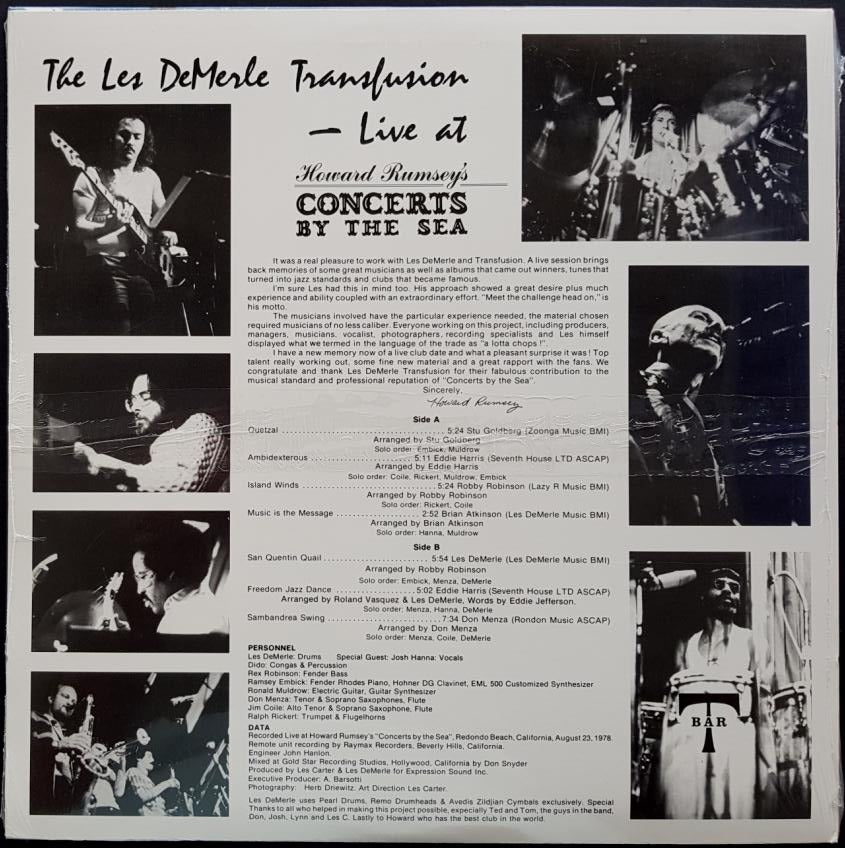 The Les DeMerle Transfusion
— Live at
Howard Rumsey's
CONCERTS
BY THE SEA
It was a real pleasure to work with Les DeMerle and Transfusion. A live session brings
back memories of some great musicians as well as albums that came out winners, tunes that
turned into jazz standards and clubs that became famous.
I'm sure Les had this in mind too. His approach showed a great desire plus much
experience and ability coupled with an extraordinary effort. "Meet the challenge head on," is
his motto.
The musicians involved have the particular experience needed, the material chosen
required musicians of no less caliber. Everyone working on this project, including producers,
managers, musicians, vocalist, photographers, recording specialists and Les himself
displayed what we termed in the language of the trade as "a lotta chops !".
I have a new memory now of a live club date and what a pleasant surprise it was! Top
talent really working out, some fine new material and a great rapport with the fans. We
congratulate and thank Les DeMerle Transfusion for their fabulous contribution to the
musical standard and professional reputation of "Concerts by the Sea".
Sincerely,
Howard Rumsey
Side A
Quetzal ........................................ 5:24 Stu Goldberg (Zoonga Music BMI)
Arranged by Stu Goldberg
Solo order: Embick, Muldrow
Ambidexterous ........................ 5:11 Eddie Harris (Seventh House LTD ASCAP)
Arranged by Eddie Harris
Solo order: Coile, Rickert, Muldrow, Embick
Island Winds ................................ 5:24 Robby Robinson (Lazy R Music BMI)
Arranged by Robby Robinson
Solo order: Rickert, Coile
Music is the Message .................... 2:52 Brian Atkinson (Les DeMerle Music BMI)
Arranged by Brian Atkinson
Solo order: Hanna, Muldrow
Side B
San Quentin Quail ........................ 5:54 Les DeMerle (Les DeMerle Music BMI)
Arranged by Robby Robinson
Solo order: Embick, Menza, DeMerle
Freedom Jazz Dance .................... 5:02 Eddie Harris (Seventh House LTD ASCAP)
Arranged by Roland Vasquez & Les DeMerle, Words by Eddie Jefferson.
Solo order; Menza, Hanna, DeMerle
Sambandrea Swing ........................ 7:34 Don Menza (Rondon Music ASCAP)
Arranged by Don Menza
Solo order: Menza, Coile, DeMerle
PERSONNEL
Les DeMerle: Drums Special Guest: Josh Hanna: Vocals
Dido: Congas & Percussion
Rex Robinson: Fender Bass
Ramsey Embick: Fender Rhodes Piano, Hohner DG Clavinet, EML 500 Customized Synthesizer
Ronald Muldrow: Electric Guitar, Guitar Synthesizer
Don Menza: Tenor & Soprano Saxophones, Flute
Jim Coile: Alto Tenor & Soprano Saxophone, Flute
Ralph Rickert: Trumpet & Flugelhorns
DATA
Recorded Live at Howard Rumsey's "Concerts by the Sea", Redondo Beach, California, August 23, 1978.
Remote unit recording by Raymax Recorders, Beverly Hills, California.
Engineer John Hanlon.
Mixed at Gold Star Recording Studios, Hollywood, California by Don Snyder
Produced by Les Carter & Les DeMerle for Expression Sound Inc.
Executive Producer: A. Barsotti
Photography: Herb Driewitz. Art Direction Les Carter.
Les DeMerle uses Pearl Drums, Remo Drumheads & Avedis Zildjian Cymbals exclusively. Special
Thanks to all who helped in making this project possible, expecially Ted and Tom, the guys in the band,
Don, Josh, Lynn and Les C. Lastly to Howard who has the best club in the world.
T
BAR